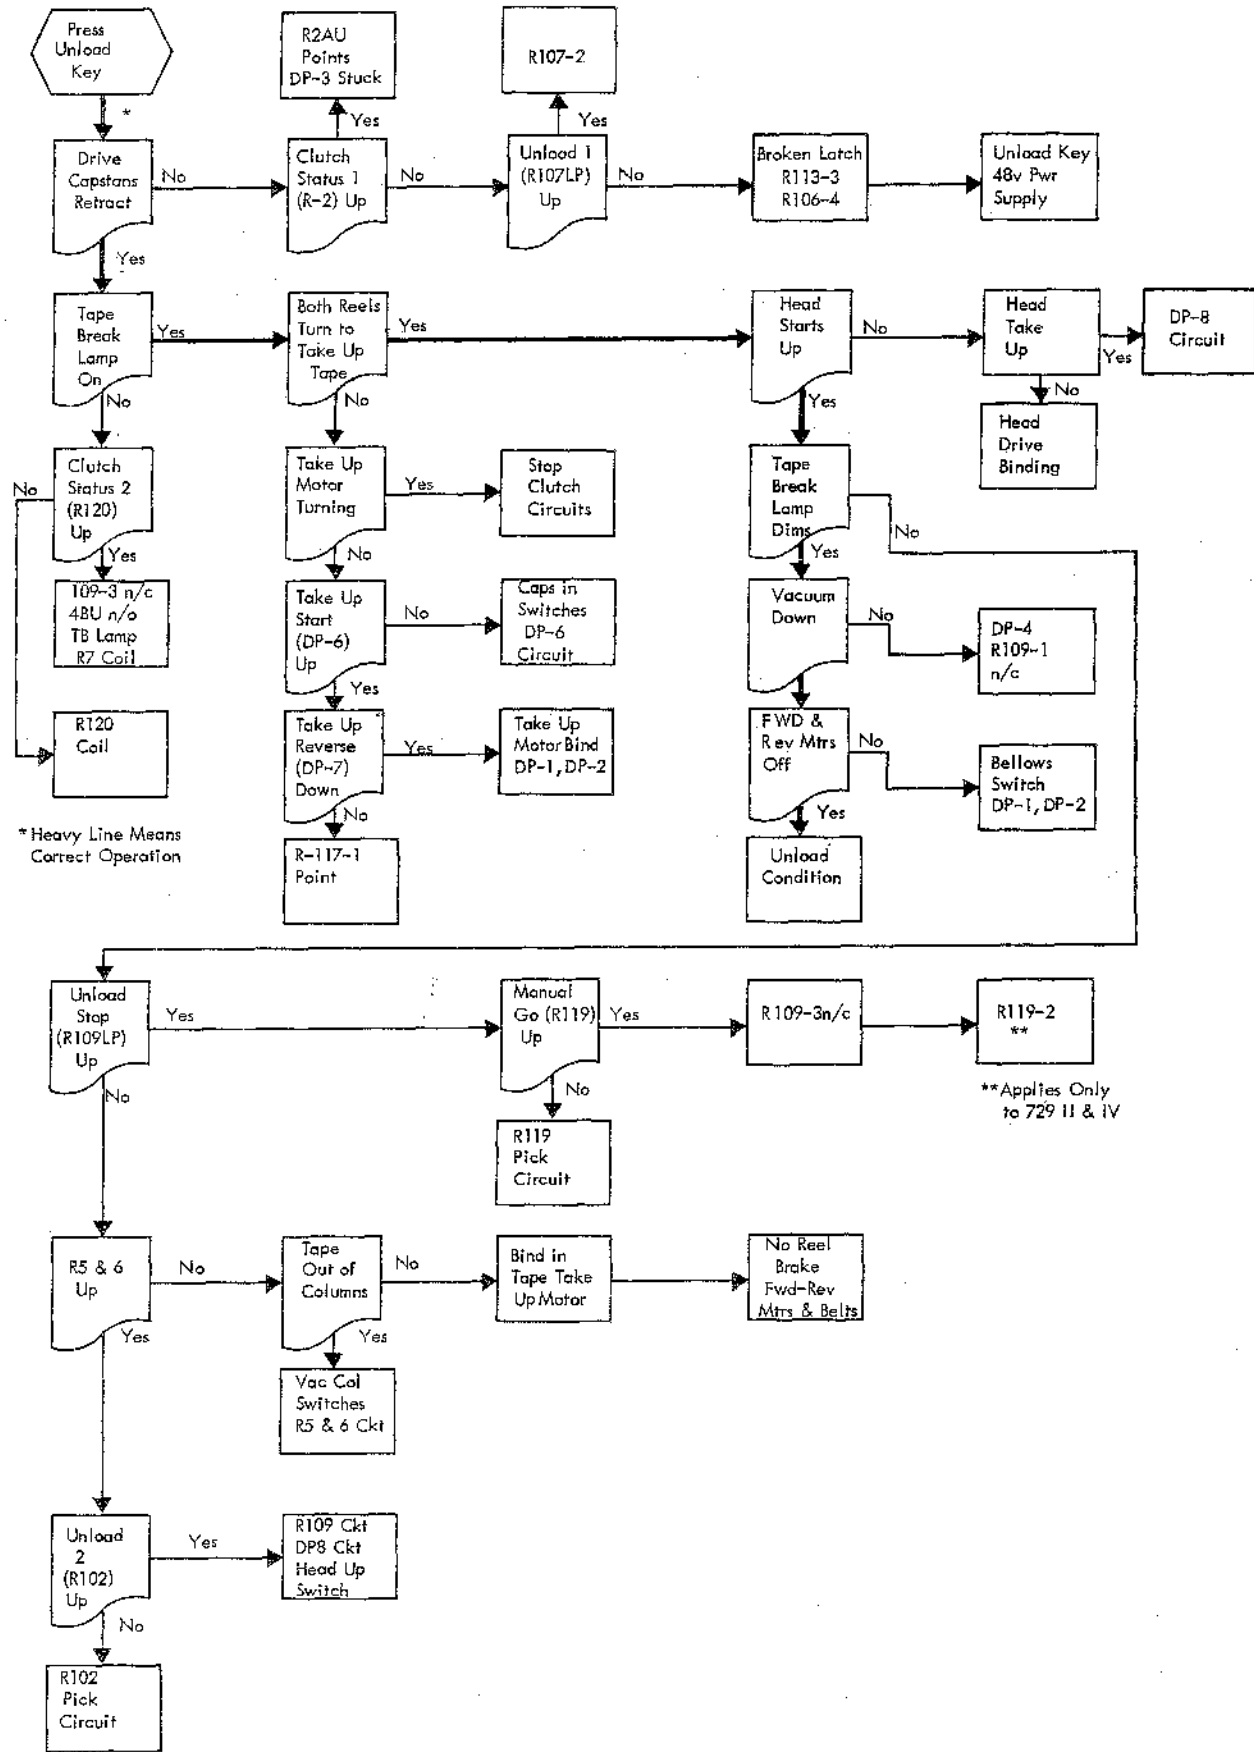 Press
Unload
Key
*
R2AU
Points
DP-3 Stuck
R107-2
Yes
Yes
Drive
Capstans
Retract
No
Clutch
Status 1
(R-2) Up
No
Unload 1
(R107LP)
Up
No
Broken Latch
R113-3
R106-4
Unload Key
48v Pwr
Supply
Yes
Tape
Break
Lamp
On
Yes
Both Reels
Turn to
Take Up
Tape
Yes
Head
Starts
Up
No
Head
Take
Up
Yes
DP-8
Circuit
No
No
Yes
No
Head
Drive
Binding
No
Clutch
Status 2
(R120)
Up
Yes
Take Up
Motor
Turning
Yes
Stop
Clutch
Circuits
Tape
Break
Lamp
Dims
No
No
Yes
109-3 n/c
4BU n/o
TB Lamp
R7 Coil
Take Up
Start
(DP-6)
Up
No
Caps in
Switches
DP-6
Circuit
Vacuum
Down
No
DP-4
R109-1
n/c
Yes
R120
Coil
Take Up
Reverse
(DP-7)
Down
Yes
Take Up
Motor Bind
DP-1, DP-2
FWD &
Rev Mtrs
Off
No
Bellows
Switch
DP-1, DP-2
No
Yes
* Heavy Line Means
Correct Operation
R-117-1
Point
Unload
Condition
Unload
Stop
(R109LP)
Up
Yes
Manual
Go (R119)
Up
Yes
R109-3n/c
R119-2
**
No
No
**Applies Only
to 729 II & IV
R119
Pick
Circuit
R5 & 6
Up
No
Tape
Out of
Columns
No
Bind in
Tape Take
Up Motor
No Reel
Brake
Fwd-Rev
Mtrs & Belts
Yes
Yes
Vac Col
Switches
R5 & 6 Ckt
Unload
2
(R102)
Up
Yes
R109 Ckt
DP8 Ckt
Head Up
Switch
No
R102
Pick
Circuit